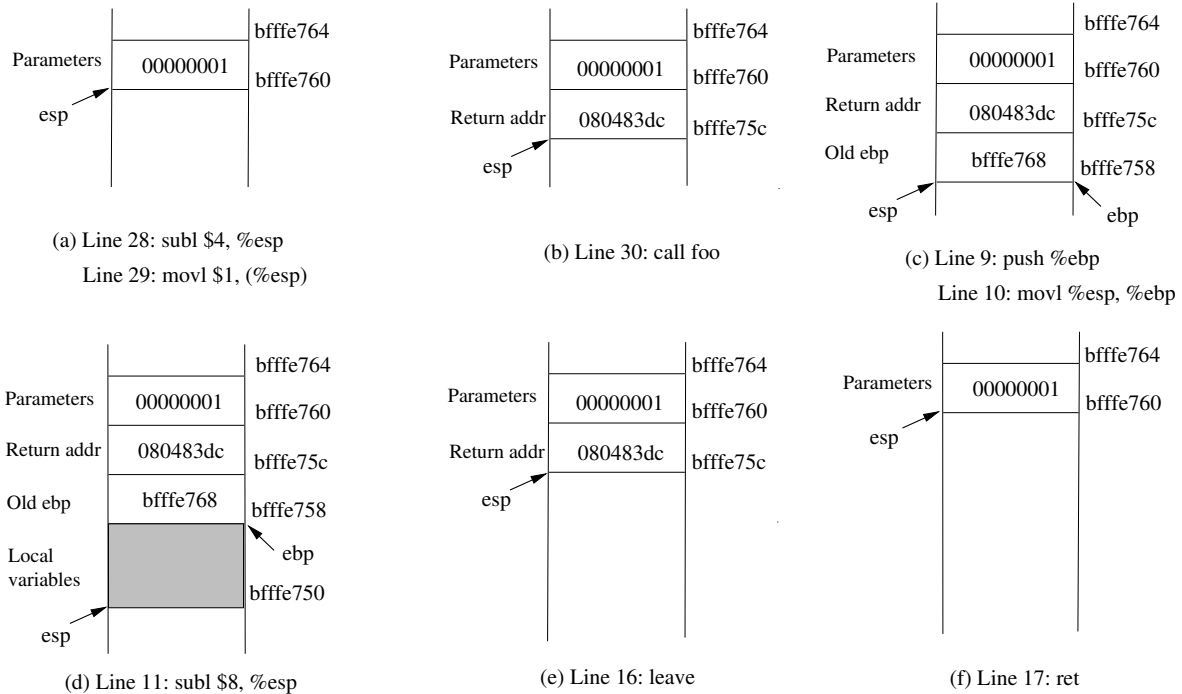 bfffe764
Parameters 00000001
bfffe760
esp
(a) Line 28: subl $4, %esp
Line 29: movl $1, (%esp)
bfffe764
Parameters 00000001
bfffe760
Return addr 080483dc
bfffe75c
esp
(b) Line 30: call foo
bfffe764
Parameters 00000001
bfffe760
Return addr 080483dc
bfffe75c
Old ebp bfffe768 bfffe758
esp
ebp
(c) Line 9: push %ebp
Line 10: movl %esp, %ebp
bfffe764
Parameters 00000001
bfffe760
Return addr 080483dc
bfffe75c
Old ebp bfffe768
bfffe758
ebp
Local
variables
bfffe750
esp
(d) Line 11: subl $8, %esp
bfffe764
Parameters 00000001
bfffe760
Return addr 080483dc
bfffe75c
esp
(e) Line 16: leave
bfffe764
Parameters 00000001
bfffe760
esp
(f) Line 17: ret